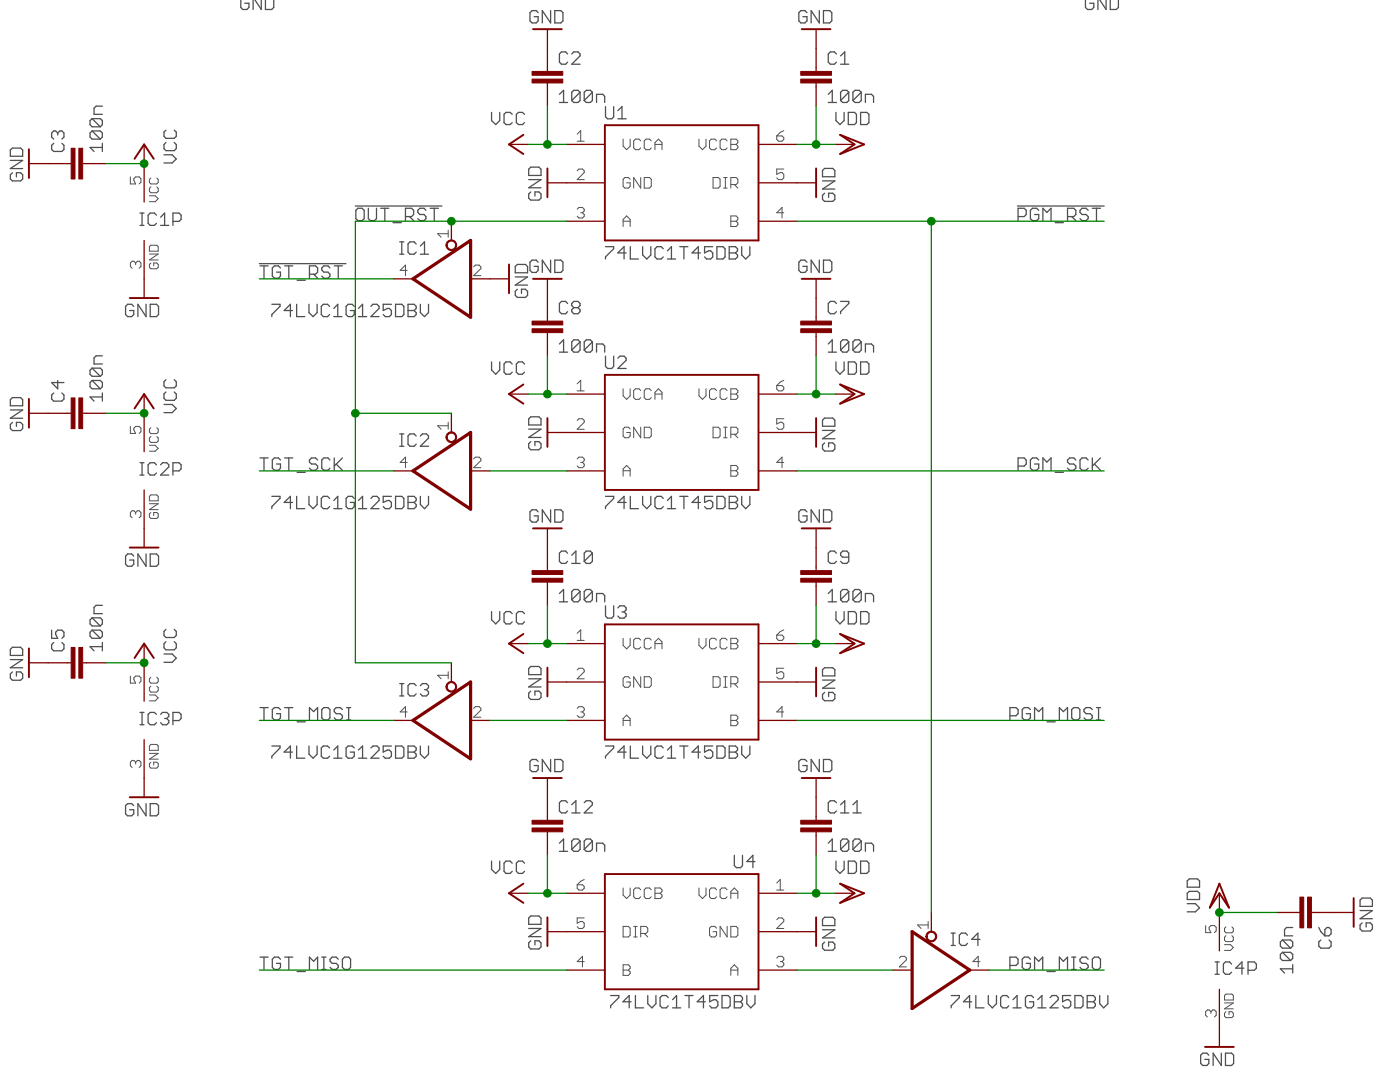 GND
GND
GND
GND
C2
100n
C1
100n
VCC
U1
VDD
1
VCCA
VCCB
6
GND
2
GND
DIR
5
GND
OUT_RST
3
A
B
4
PGM_RST
74LVC1T45DBV
GND
C3
100n
VCC
5
VCC
IC1P
3
GND
GND
IC1
1
TGT_RST
4
2
GND
74LVC1G125DBV
GND
GND
C8
100n
C7
100n
VCC
U2
VDD
1
VCCA
VCCB
6
GND
2
GND
DIR
5
GND
3
A
B
4
PGM_SCK
74LVC1T45DBV
GND
C4
100n
VCC
5
VCC
IC2P
3
GND
GND
IC2
1
TGT_SCK
4
2
74LVC1G125DBV
GND
GND
C10
100n
C9
100n
VCC
U3
VDD
1
VCCA
VCCB
6
GND
2
GND
DIR
5
GND
3
A
B
4
PGM_MOSI
74LVC1T45DBV
GND
C5
100n
VCC
5
VCC
IC3P
3
GND
GND
IC3
1
TGT_MOSI
4
2
74LVC1G125DBV
GND
GND
C12
100n
C11
100n
VCC
U4
VDD
6
VCCB
VCCA
1
GND
5
DIR
GND
2
GND
TGT_MISO
4
B
A
3
74LVC1T45DBV
1
IC4
2
4
PGM_MISO
74LVC1G125DBV
VDD
5
VCC
IC4P
3
GND
GND
100n
C6
GND